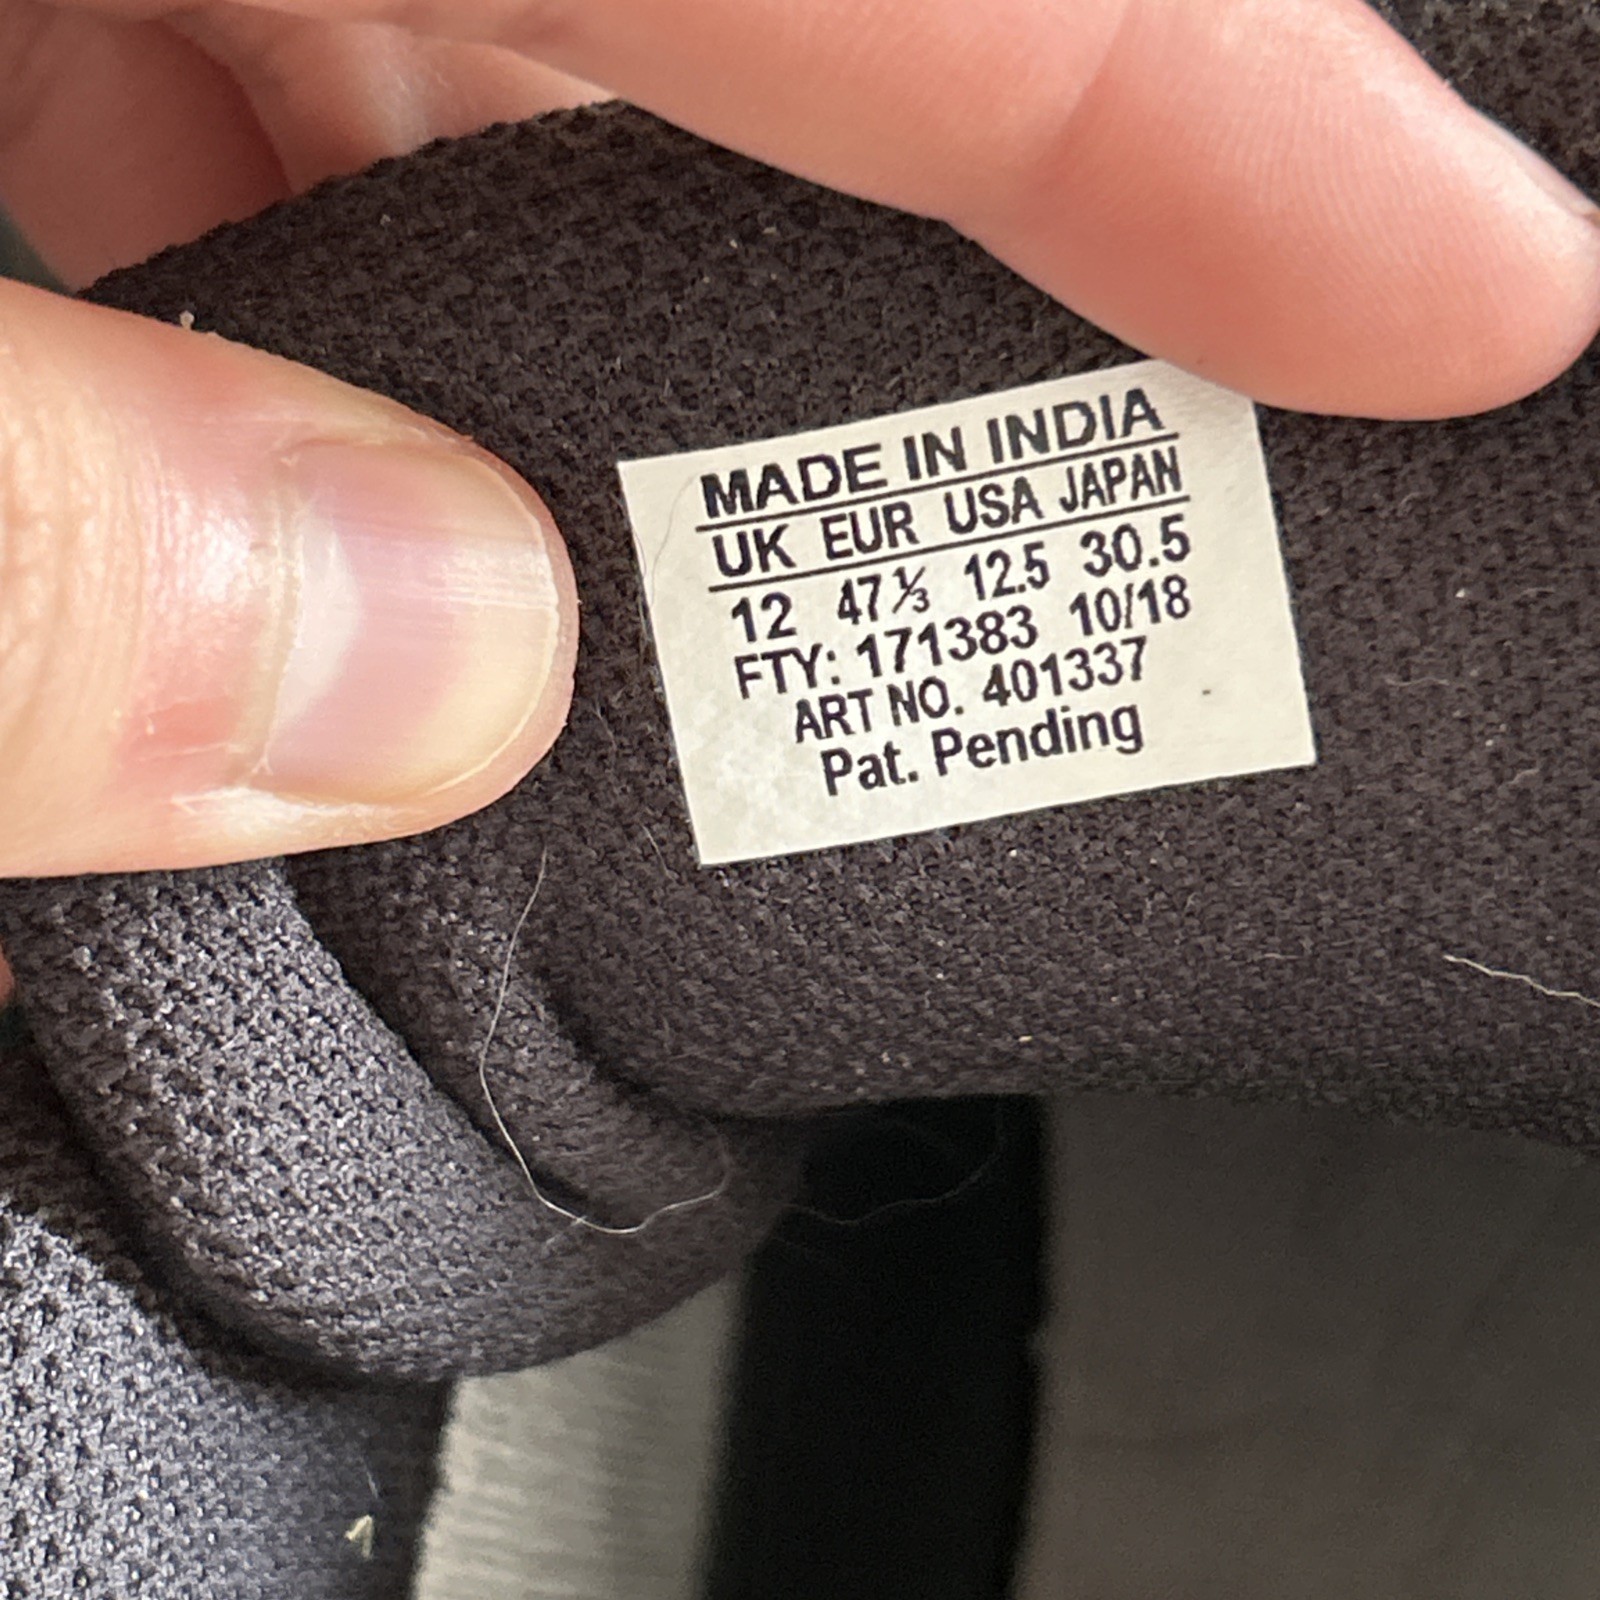 MADE IN INDIA
UK EUR USA JAPAN
12 47⅓ 12.5 30.5
FTY: 171383 10/18
ART NO. 401337
Pat. Pending